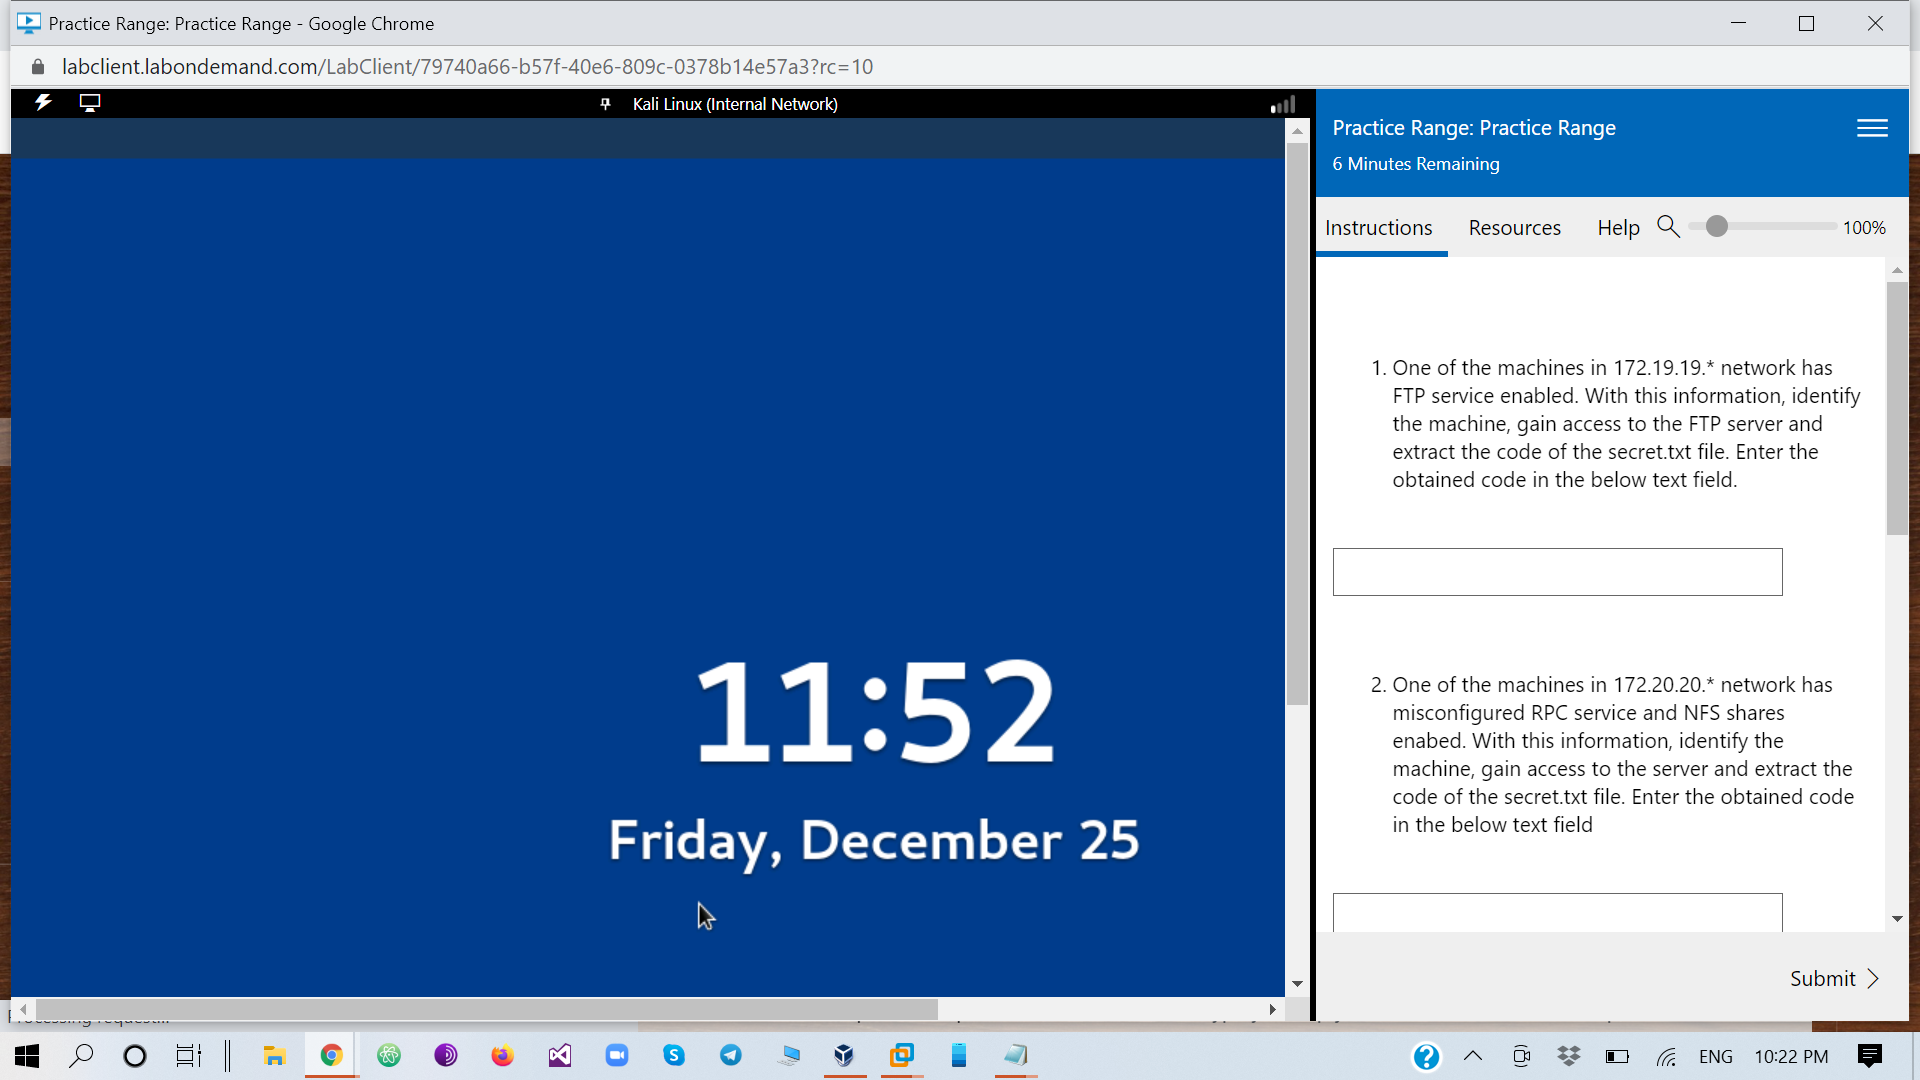 Practice Range: Practice Range - Google Chrome
labclient.labondemand.com/LabClient/79740a66-b57f-40e6-809c-0378b14e57a3?rc=10
Kali Linux (Internal Network)
11:52
Friday, December 25
Practice Range: Practice Range
6 Minutes Remaining
Instructions Resources Help 100%
1. One of the machines in 172.19.19.* network has
FTP service enabled. With this information, identify
the machine, gain access to the FTP server and
extract the code of the secret.txt file. Enter the
obtained code in the below text field.
2. One of the machines in 172.20.20.* network has
misconfigured RPC service and NFS shares
enabed. With this information, identify the
machine, gain access to the server and extract the
code of the secret.txt file. Enter the obtained code
in the below text field
Submit
ENG 10:22 PM